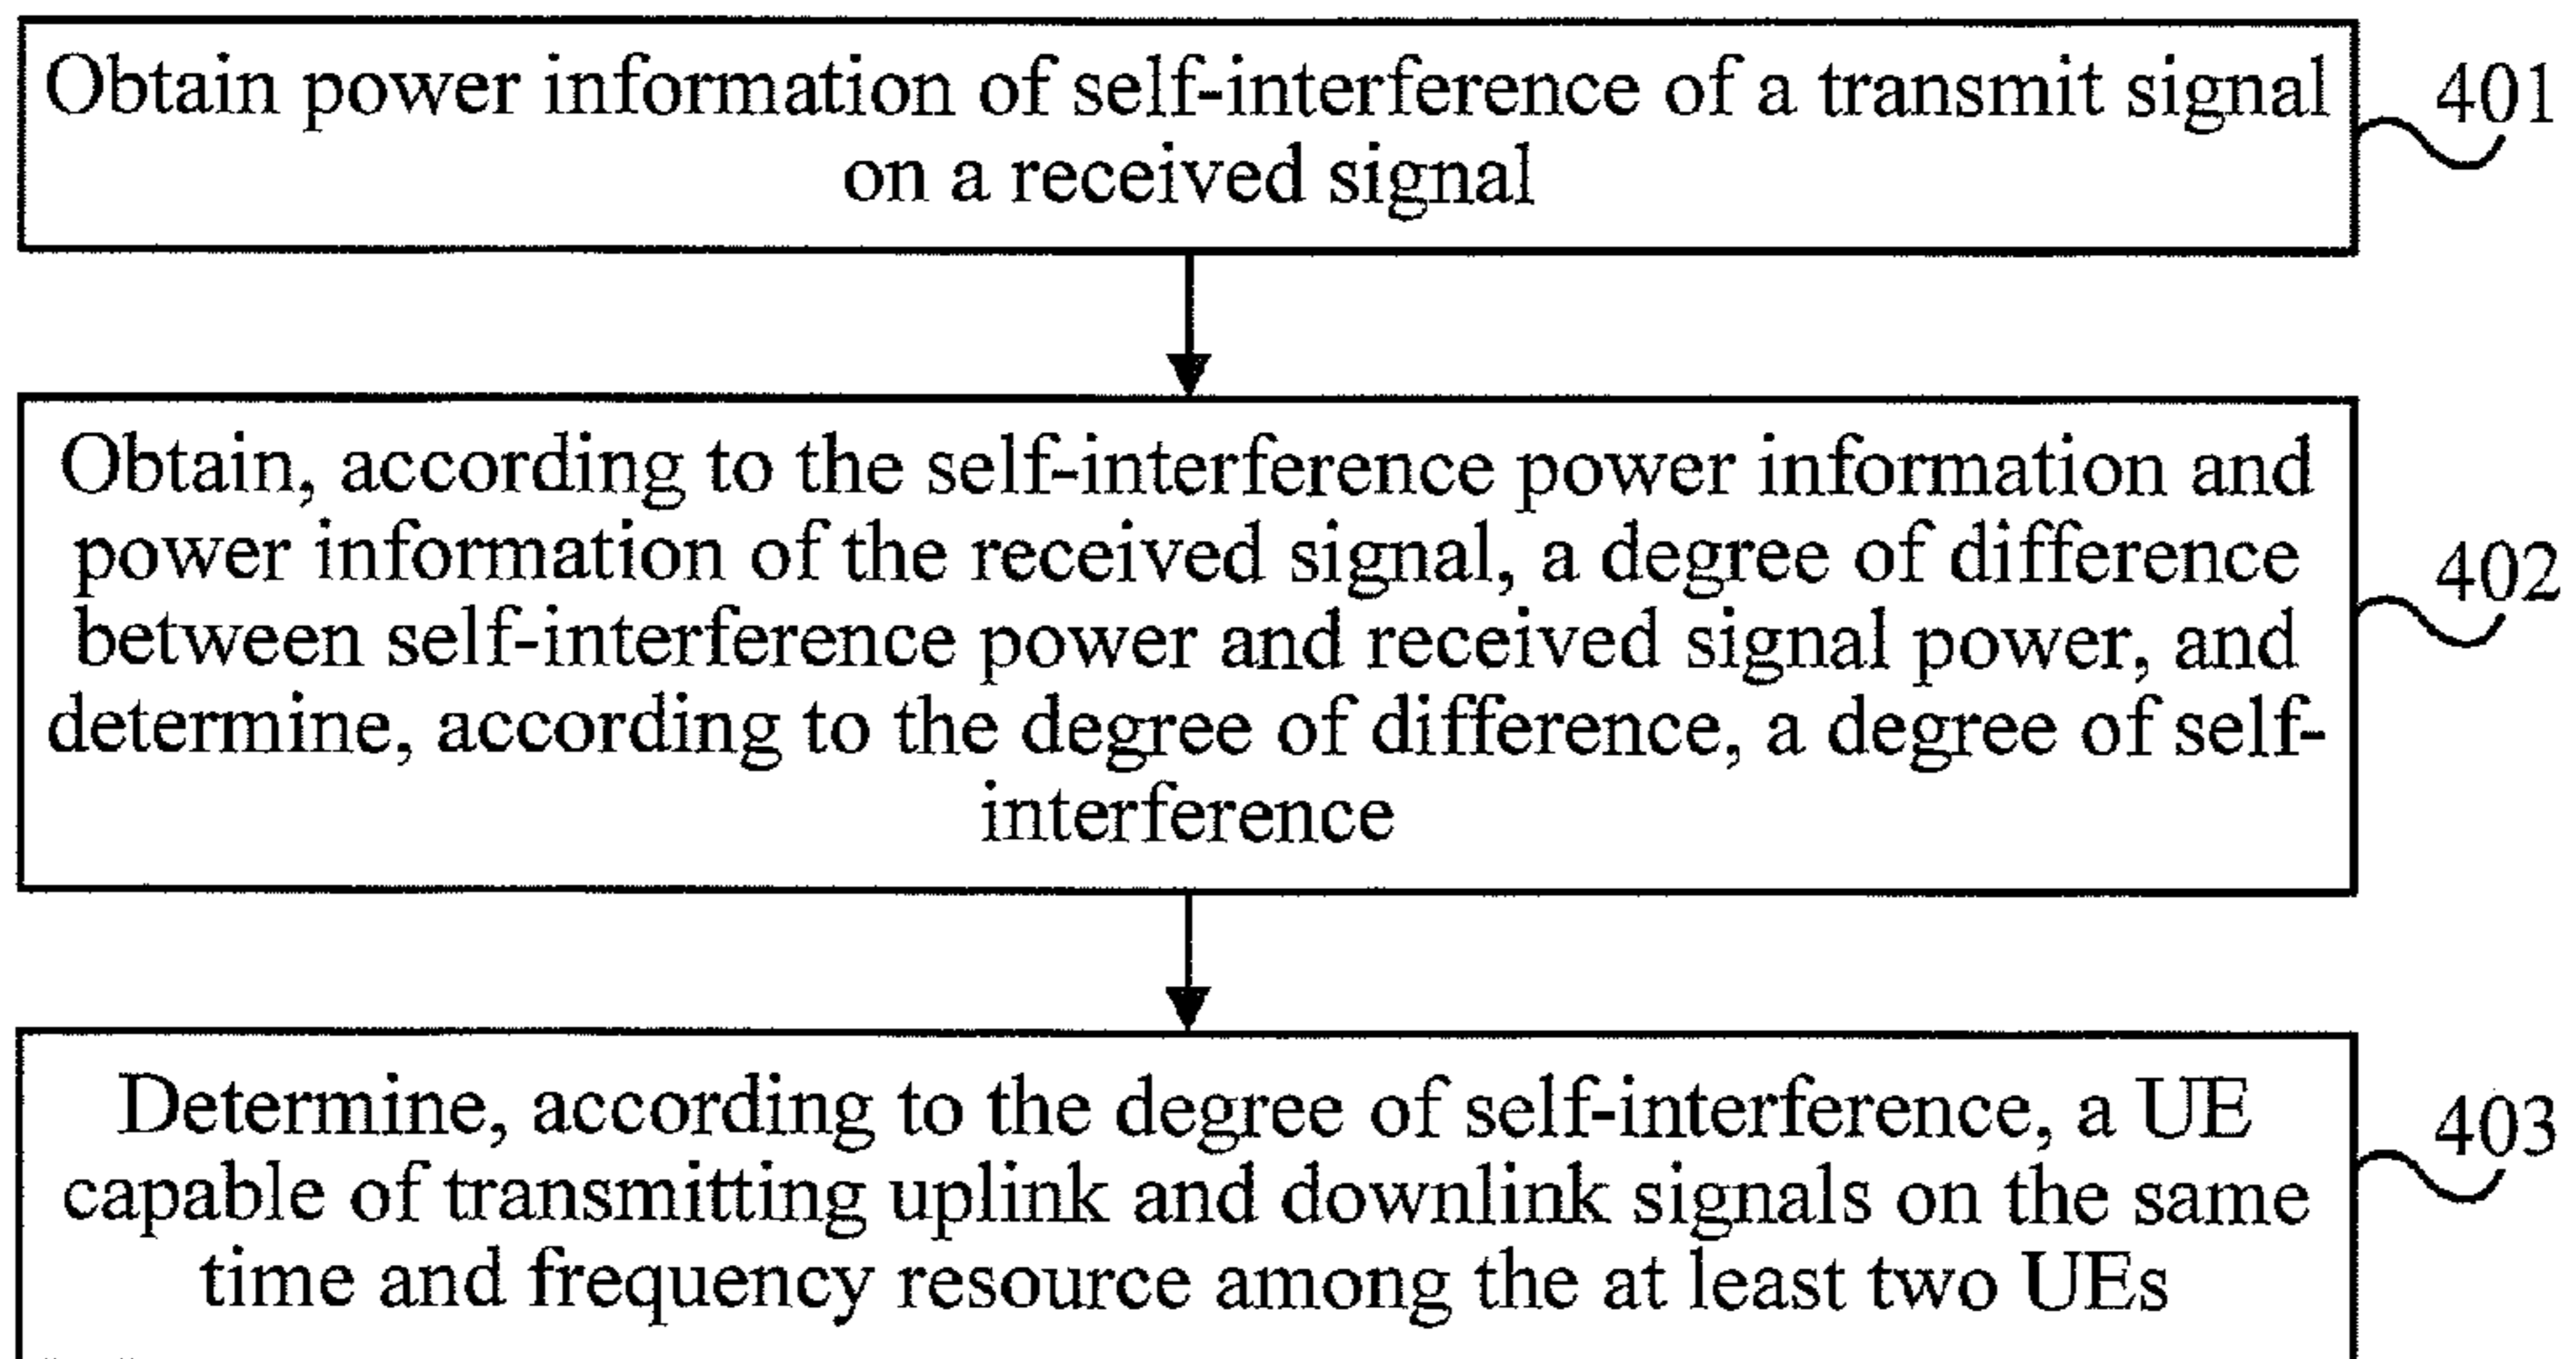 Obtain power information of self-interference of a transmit signal
on a received signal
401
Obtain, according to the self-interference power information and
power information of the received signal, a degree of difference
between self-interference power and received signal power, and
determine, according to the degree of difference, a degree of self-
interference
402
Determine, according to the degree of self-interference, a UE
capable of transmitting uplink and downlink signals on the same
time and frequency resource among the at least two UEs
403